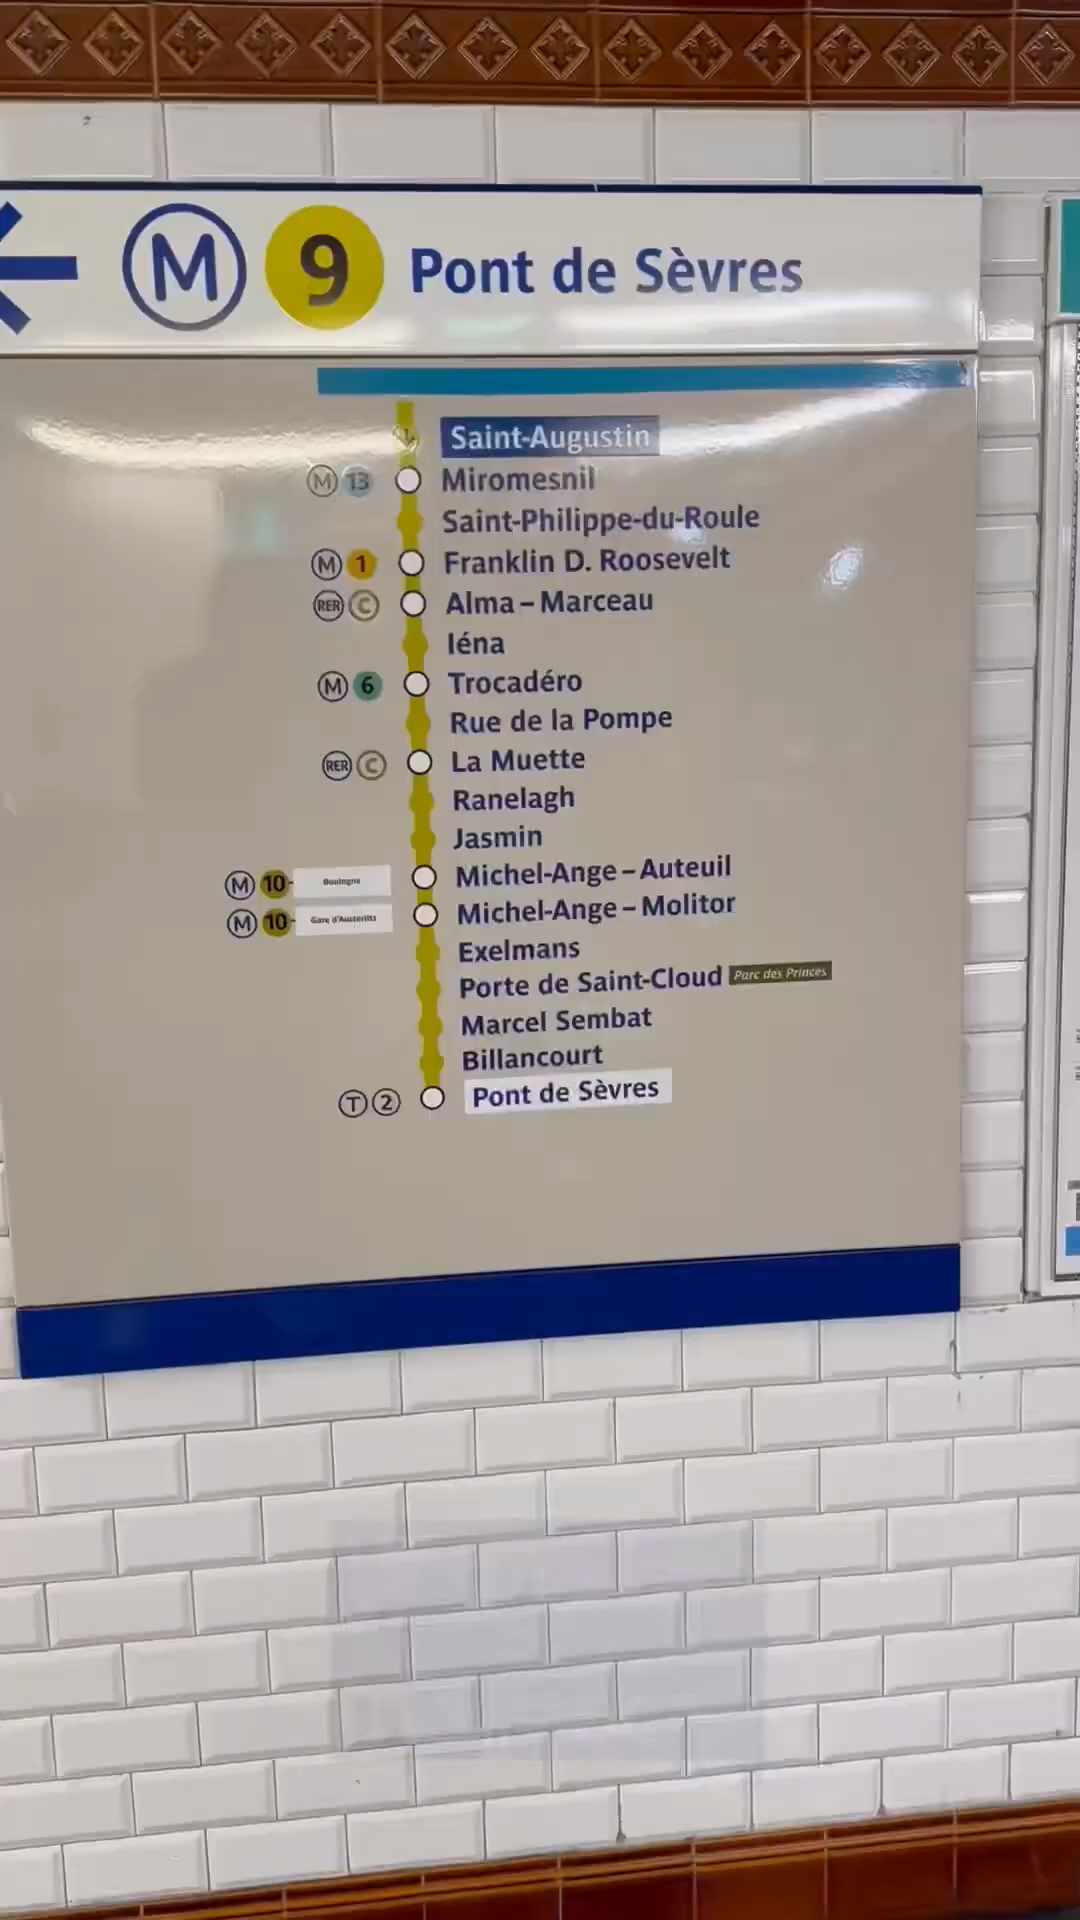 M 9 Pont de Sèvres
Saint-Augustin
M 13 Miromesnil
Saint-Philippe-du-Roule
M 1 Franklin D. Roosevelt
RER C Alma – Marceau
Iéna
M 6 Trocadéro
Rue de la Pompe
RER C La Muette
Ranelagh
Jasmin
M 10 Boulogne Michel-Ange – Auteuil
M 10 Gare d'Austerlitz Michel-Ange – Molitor
Exelmans
Porte de Saint-Cloud Parc des Princes
Marcel Sembat
Billancourt
T 2 Pont de Sèvres